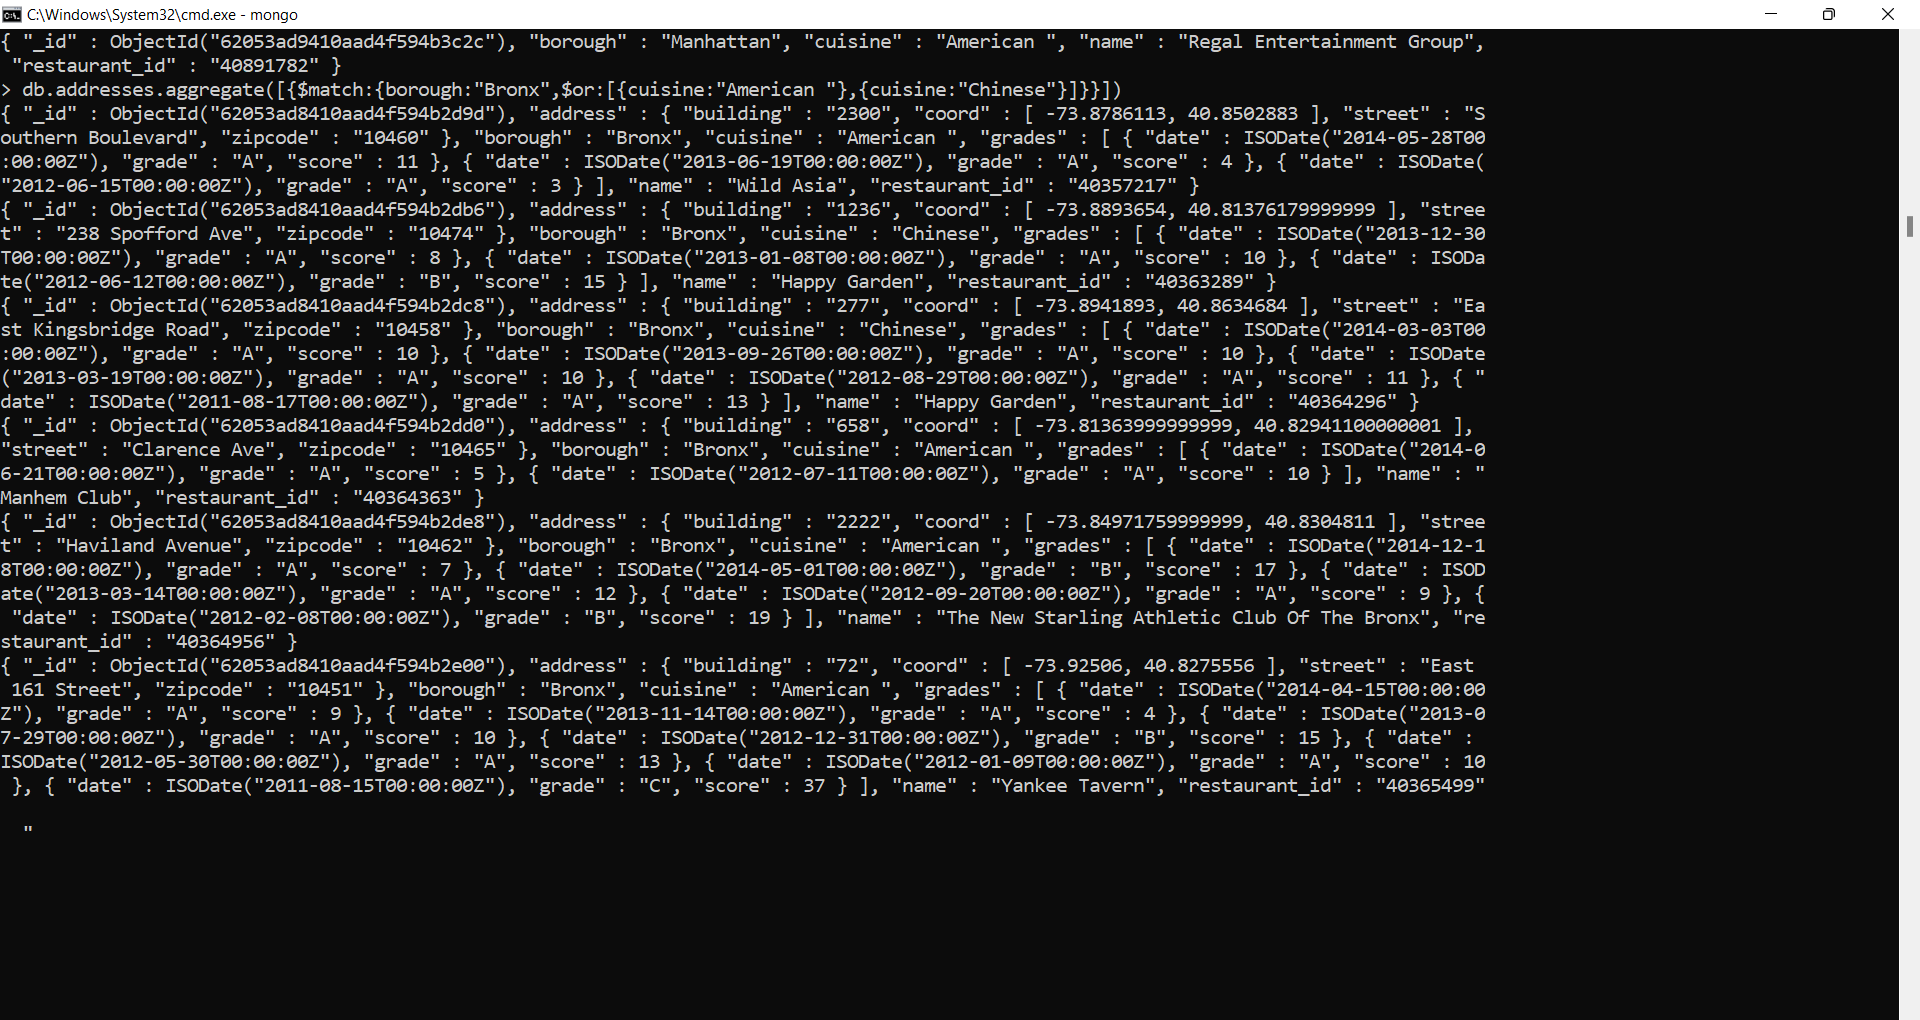 C:\Windows\System32\cmd.exe - mongo
{ "_id" : ObjectId("62053ad9410aad4f594b3c2c"), "borough" : "Manhattan", "cuisine" : "American ", "name" : "Regal Entertainment Group",
"restaurant_id" : "40891782" }
> db.addresses.aggregate([{$match:{borough:"Bronx",$or:[{cuisine:"American "},{cuisine:"Chinese"}]}}])
{ "_id" : ObjectId("62053ad8410aad4f594b2d9d"), "address" : { "building" : "2300", "coord" : [ -73.8786113, 40.8502883 ], "street" : "S
outhern Boulevard", "zipcode" : "10460" }, "borough" : "Bronx", "cuisine" : "American ", "grades" : [ { "date" : ISODate("2014-05-28T00
:00:00Z"), "grade" : "A", "score" : 11 }, { "date" : ISODate("2013-06-19T00:00:00Z"), "grade" : "A", "score" : 4 }, { "date" : ISODate(
"2012-06-15T00:00:00Z"), "grade" : "A", "score" : 3 } ], "name" : "Wild Asia", "restaurant_id" : "40357217" }
{ "_id" : ObjectId("62053ad8410aad4f594b2db6"), "address" : { "building" : "1236", "coord" : [ -73.8893654, 40.81376179999999 ], "stree
t" : "238 Spofford Ave", "zipcode" : "10474" }, "borough" : "Bronx", "cuisine" : "Chinese", "grades" : [ { "date" : ISODate("2013-12-30
T00:00:00Z"), "grade" : "A", "score" : 8 }, { "date" : ISODate("2013-01-08T00:00:00Z"), "grade" : "A", "score" : 10 }, { "date" : ISODa
te("2012-06-12T00:00:00Z"), "grade" : "B", "score" : 15 } ], "name" : "Happy Garden", "restaurant_id" : "40363289" }
{ "_id" : ObjectId("62053ad8410aad4f594b2dc8"), "address" : { "building" : "277", "coord" : [ -73.8941893, 40.8634684 ], "street" : "Ea
st Kingsbridge Road", "zipcode" : "10458" }, "borough" : "Bronx", "cuisine" : "Chinese", "grades" : [ { "date" : ISODate("2014-03-03T00
:00:00Z"), "grade" : "A", "score" : 10 }, { "date" : ISODate("2013-09-26T00:00:00Z"), "grade" : "A", "score" : 10 }, { "date" : ISODate
("2013-03-19T00:00:00Z"), "grade" : "A", "score" : 10 }, { "date" : ISODate("2012-08-29T00:00:00Z"), "grade" : "A", "score" : 11 }, { "
date" : ISODate("2011-08-17T00:00:00Z"), "grade" : "A", "score" : 13 } ], "name" : "Happy Garden", "restaurant_id" : "40364296" }
{ "_id" : ObjectId("62053ad8410aad4f594b2dd0"), "address" : { "building" : "658", "coord" : [ -73.81363999999999, 40.82941100000001 ],
"street" : "Clarence Ave", "zipcode" : "10465" }, "borough" : "Bronx", "cuisine" : "American ", "grades" : [ { "date" : ISODate("2014-0
6-21T00:00:00Z"), "grade" : "A", "score" : 5 }, { "date" : ISODate("2012-07-11T00:00:00Z"), "grade" : "A", "score" : 10 } ], "name" : "
Manhem Club", "restaurant_id" : "40364363" }
{ "_id" : ObjectId("62053ad8410aad4f594b2de8"), "address" : { "building" : "2222", "coord" : [ -73.84971759999999, 40.8304811 ], "stree
t" : "Haviland Avenue", "zipcode" : "10462" }, "borough" : "Bronx", "cuisine" : "American ", "grades" : [ { "date" : ISODate("2014-12-1
8T00:00:00Z"), "grade" : "A", "score" : 7 }, { "date" : ISODate("2014-05-01T00:00:00Z"), "grade" : "B", "score" : 17 }, { "date" : ISOD
ate("2013-03-14T00:00:00Z"), "grade" : "A", "score" : 12 }, { "date" : ISODate("2012-09-20T00:00:00Z"), "grade" : "A", "score" : 9 }, {
"date" : ISODate("2012-02-08T00:00:00Z"), "grade" : "B", "score" : 19 } ], "name" : "The New Starling Athletic Club Of The Bronx", "re
staurant_id" : "40364956" }
{ "_id" : ObjectId("62053ad8410aad4f594b2e00"), "address" : { "building" : "72", "coord" : [ -73.92506, 40.8275556 ], "street" : "East
161 Street", "zipcode" : "10451" }, "borough" : "Bronx", "cuisine" : "American ", "grades" : [ { "date" : ISODate("2014-04-15T00:00:00
Z"), "grade" : "A", "score" : 9 }, { "date" : ISODate("2013-11-14T00:00:00Z"), "grade" : "A", "score" : 4 }, { "date" : ISODate("2013-0
7-29T00:00:00Z"), "grade" : "A", "score" : 10 }, { "date" : ISODate("2012-12-31T00:00:00Z"), "grade" : "B", "score" : 15 }, { "date" :
ISODate("2012-05-30T00:00:00Z"), "grade" : "A", "score" : 13 }, { "date" : ISODate("2012-01-09T00:00:00Z"), "grade" : "A", "score" : 10
}, { "date" : ISODate("2011-08-15T00:00:00Z"), "grade" : "C", "score" : 37 } ], "name" : "Yankee Tavern", "restaurant_id" : "40365499"
"